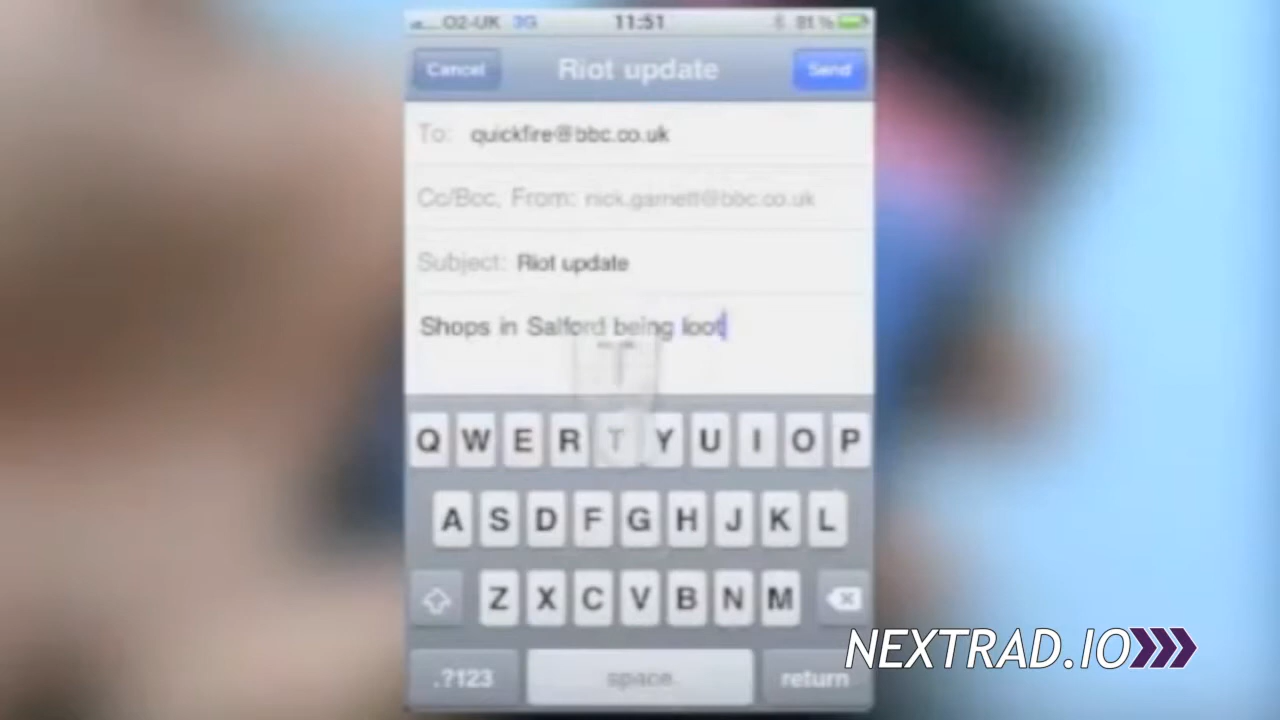 O2-UK 3G 11:51 81%
Cancel Riot update Send
To: quickfire@bbc.co.uk
Cc/Bcc, From: nick.garnett@bbc.co.uk
Subject: Riot update
Shops in Salford being loot
T
Q W E R T Y U I O P
A S D F G H J K L
Z X C V B N M
.?123 space return
NEXTRAD.IO